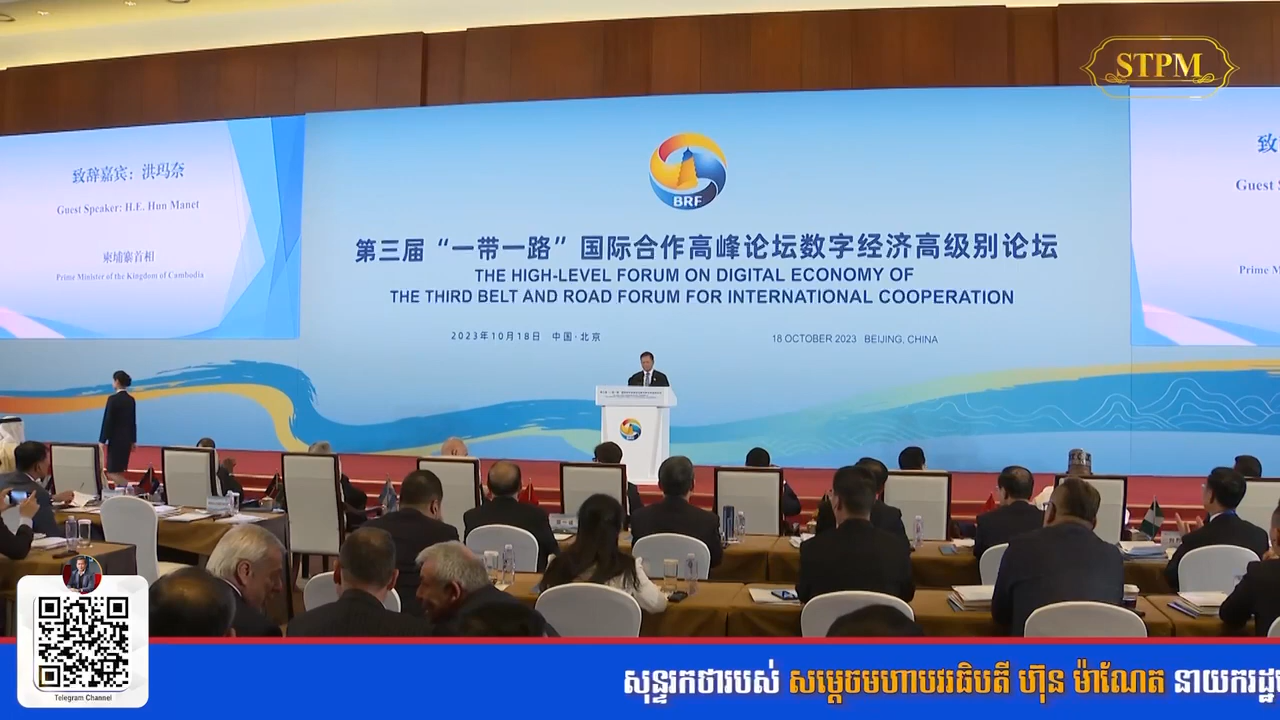 STPM
致辞嘉宾：洪玛奈
Guest Speaker: H.E. Hun Manet
柬埔寨首相
Prime Minister of the Kingdom of Cambodia
BRF
第三届“一带一路”国际合作高峰论坛数字经济高级别论坛
THE HIGH-LEVEL FORUM ON DIGITAL ECONOMY OF
THE THIRD BELT AND ROAD FORUM FOR INTERNATIONAL COOPERATION
2023年10月18日 中国·北京
18 OCTOBER 2023 BEIJING, CHINA
致
Guest
Prime
BRF
Telegram Channel
សុន្ទរកថារបស់ សម្តេចមហាបវរធិបតី ហ៊ុន ម៉ាណែត នាយករដ្ឋ